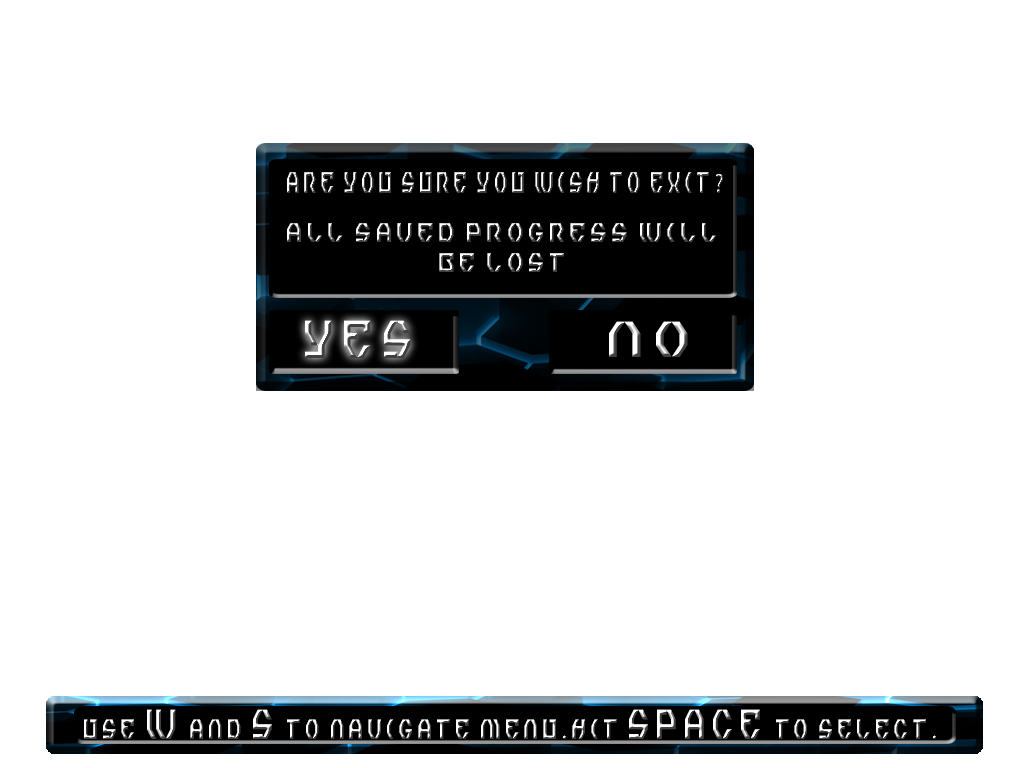 ARE YOU SURE YOU WISH TO EXIT?
ALL SAVED PROGRESS WILL
BE LOST
YES NO
USE W AND S TO NAVIGATE MENU.HIT SPACE TO SELECT.